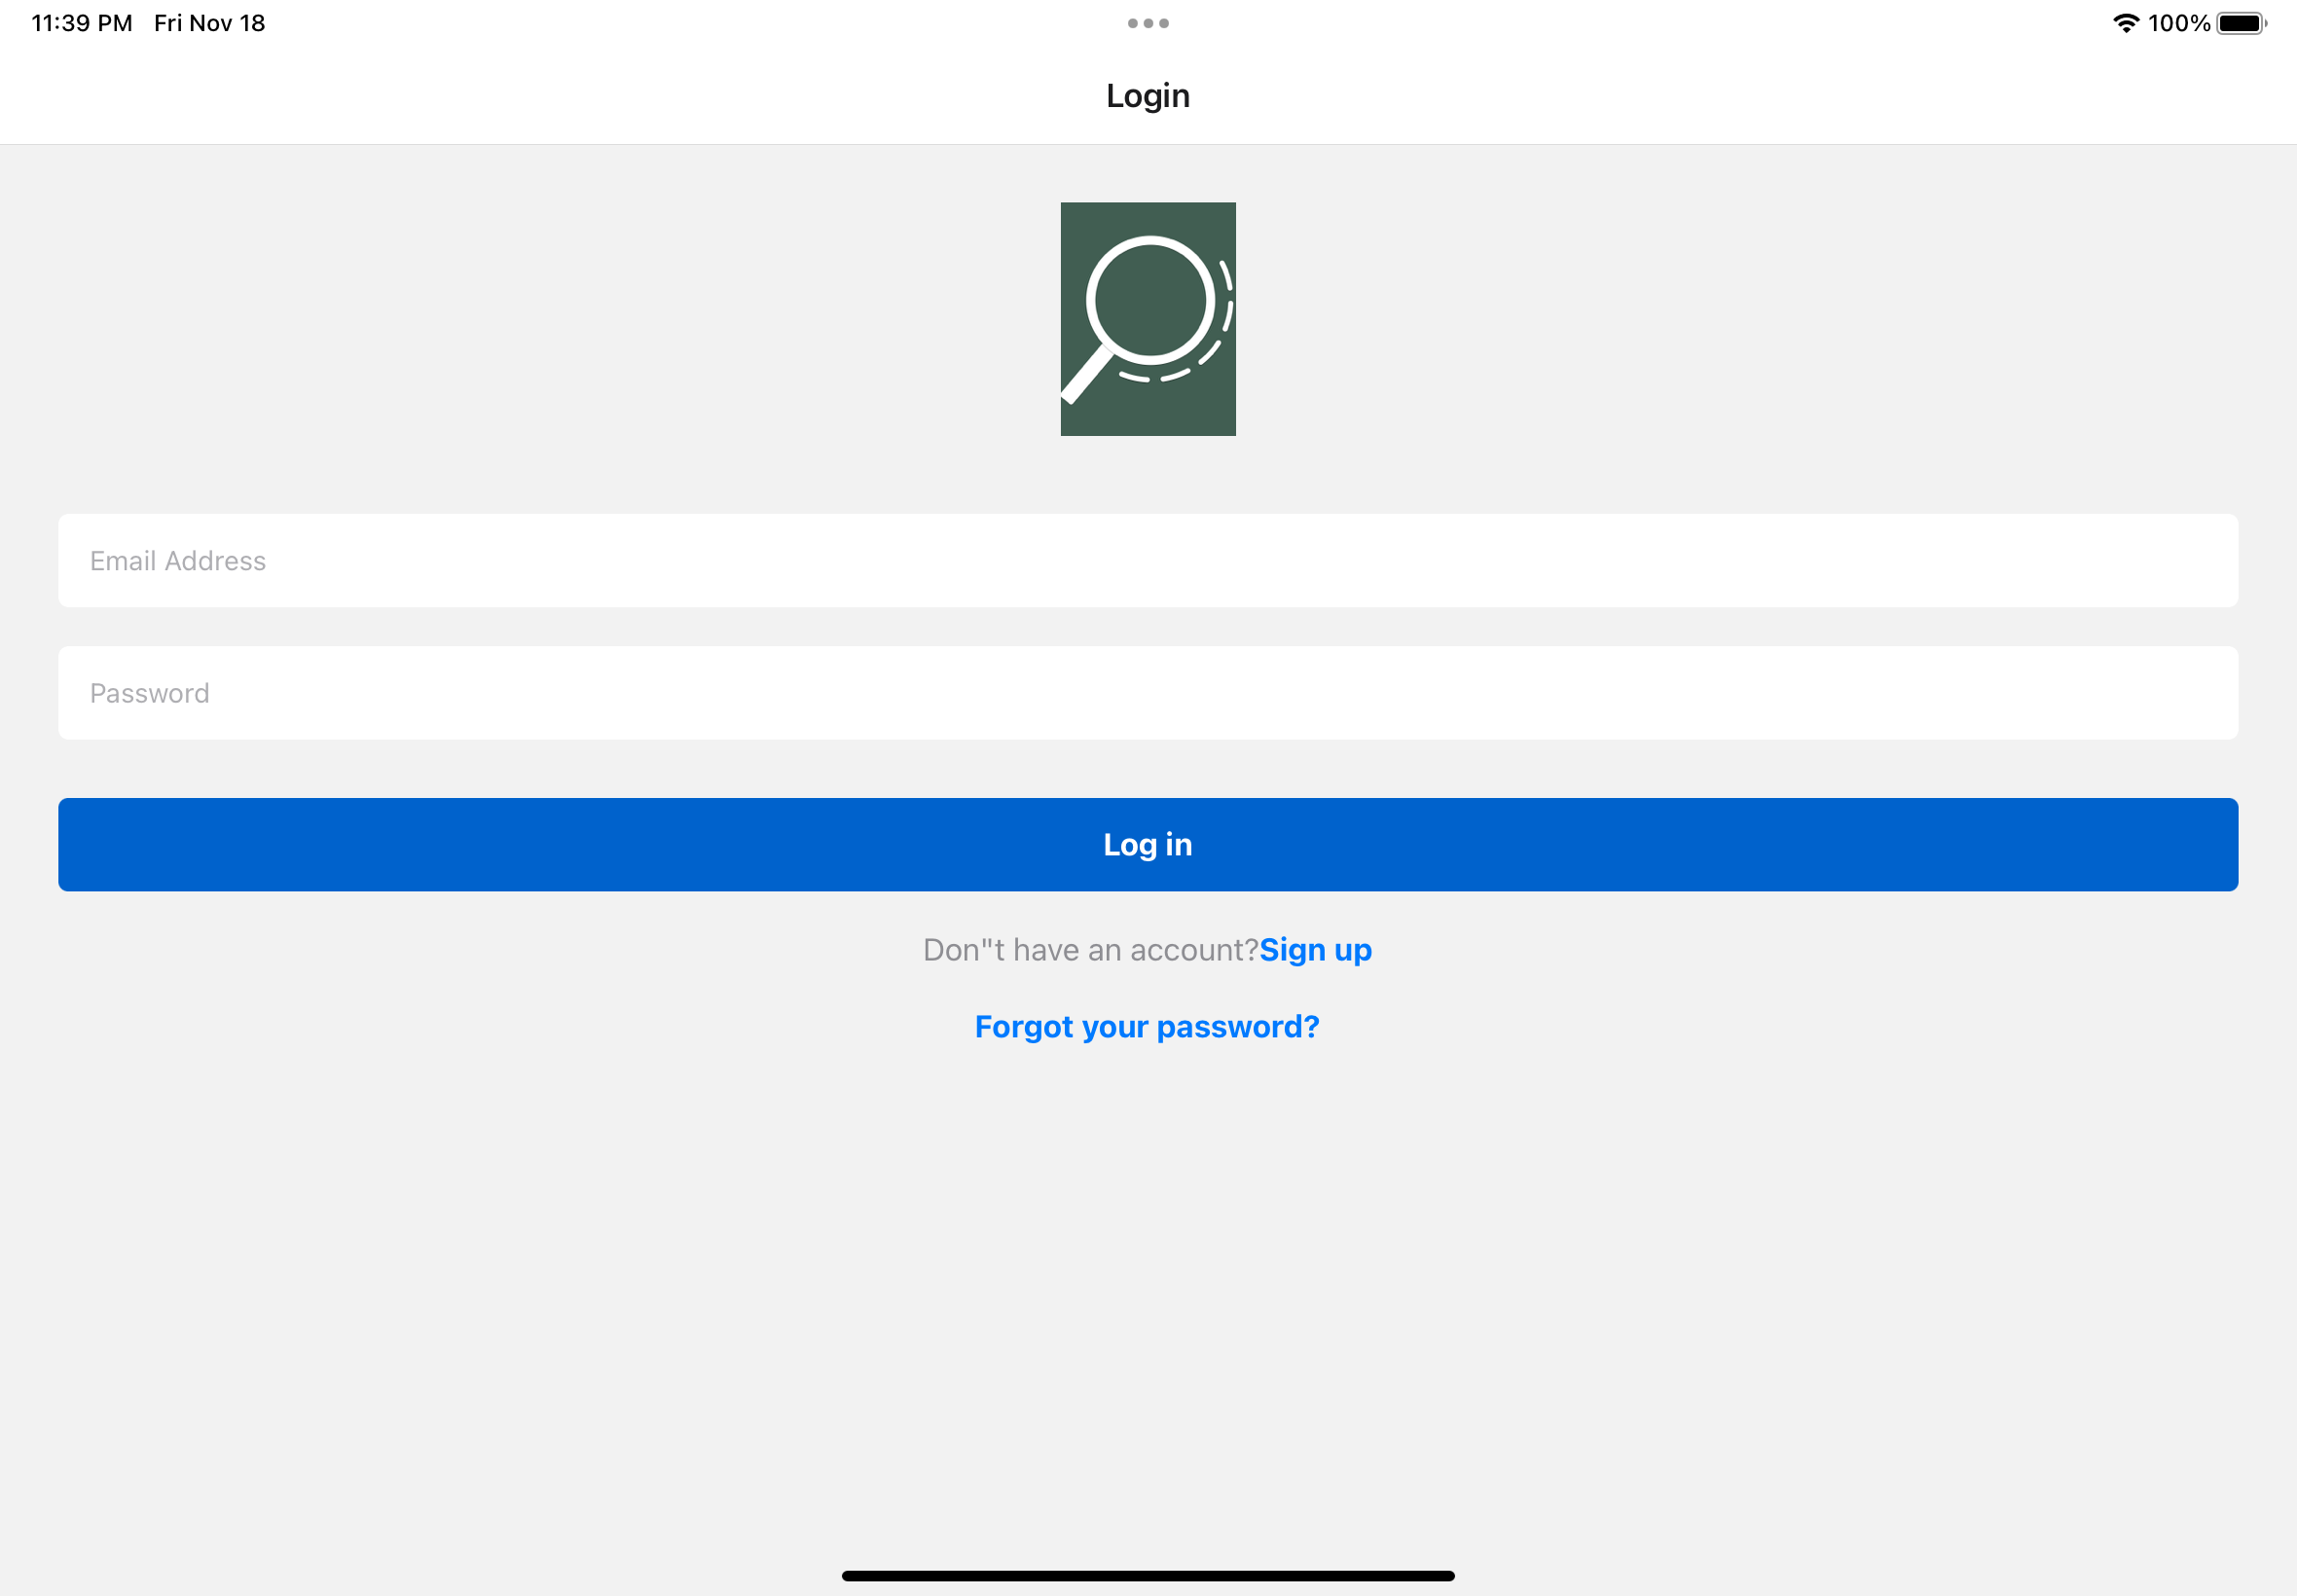 11:39 PM Fri Nov 18 100%
Login
Email Address
Password
Log in
Don"t have an account?Sign up
Forgot your password?